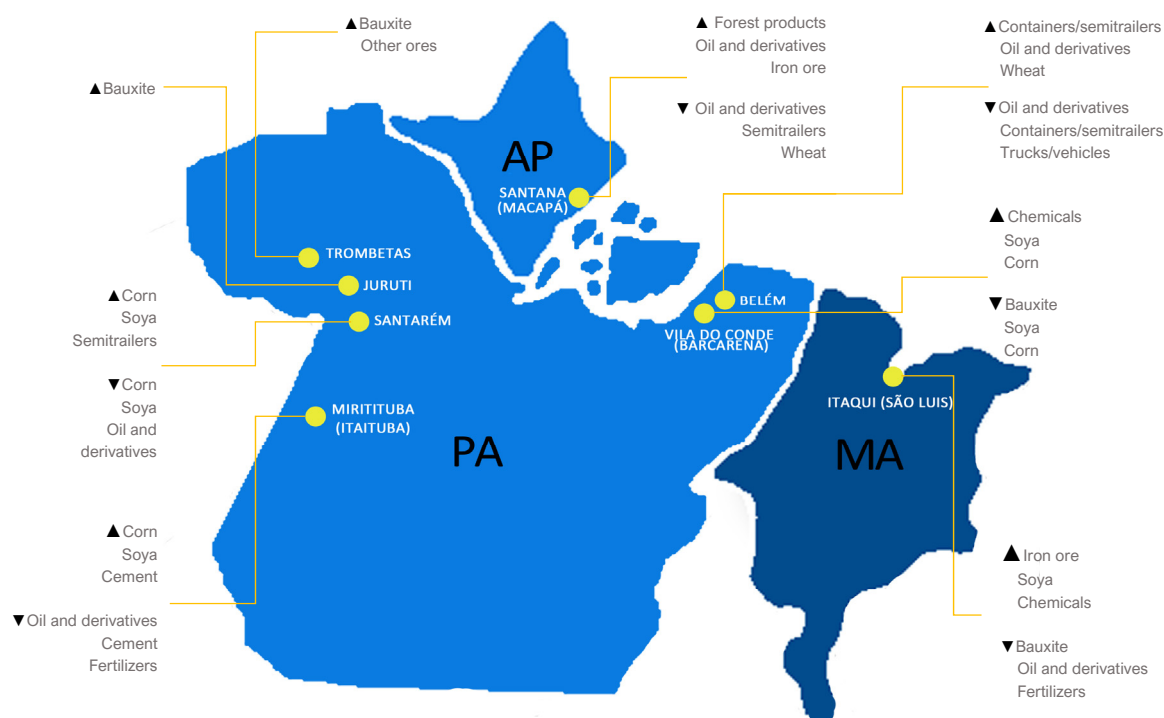 ▲Bauxite
Other ores
▲Bauxite
▲ Forest products
Oil and derivatives
Iron ore
▼ Oil and derivatives
Semitrailers
Wheat
▲Containers/semitrailers
Oil and derivatives
Wheat
▼Oil and derivatives
Containers/semitrailers
Trucks/vehicles
▲Chemicals
Soya
Corn
▼Bauxite
Soya
Corn
AP
SANTANA
(MACAPÁ)
TROMBETAS
JURUTI
SANTARÉM
BELÉM
VILA DO CONDE
(BARCARENA)
▲Corn
Soya
Semitrailers
▼Corn
Soya
Oil and
derivatives
MIRITITUBA
(ITAITUBA)
ITAQUI (SÃO LUIS)
PA
MA
▲Corn
Soya
Cement
▼Oil and derivatives
Cement
Fertilizers
▲Iron ore
Soya
Chemicals
▼Bauxite
Oil and derivatives
Fertilizers